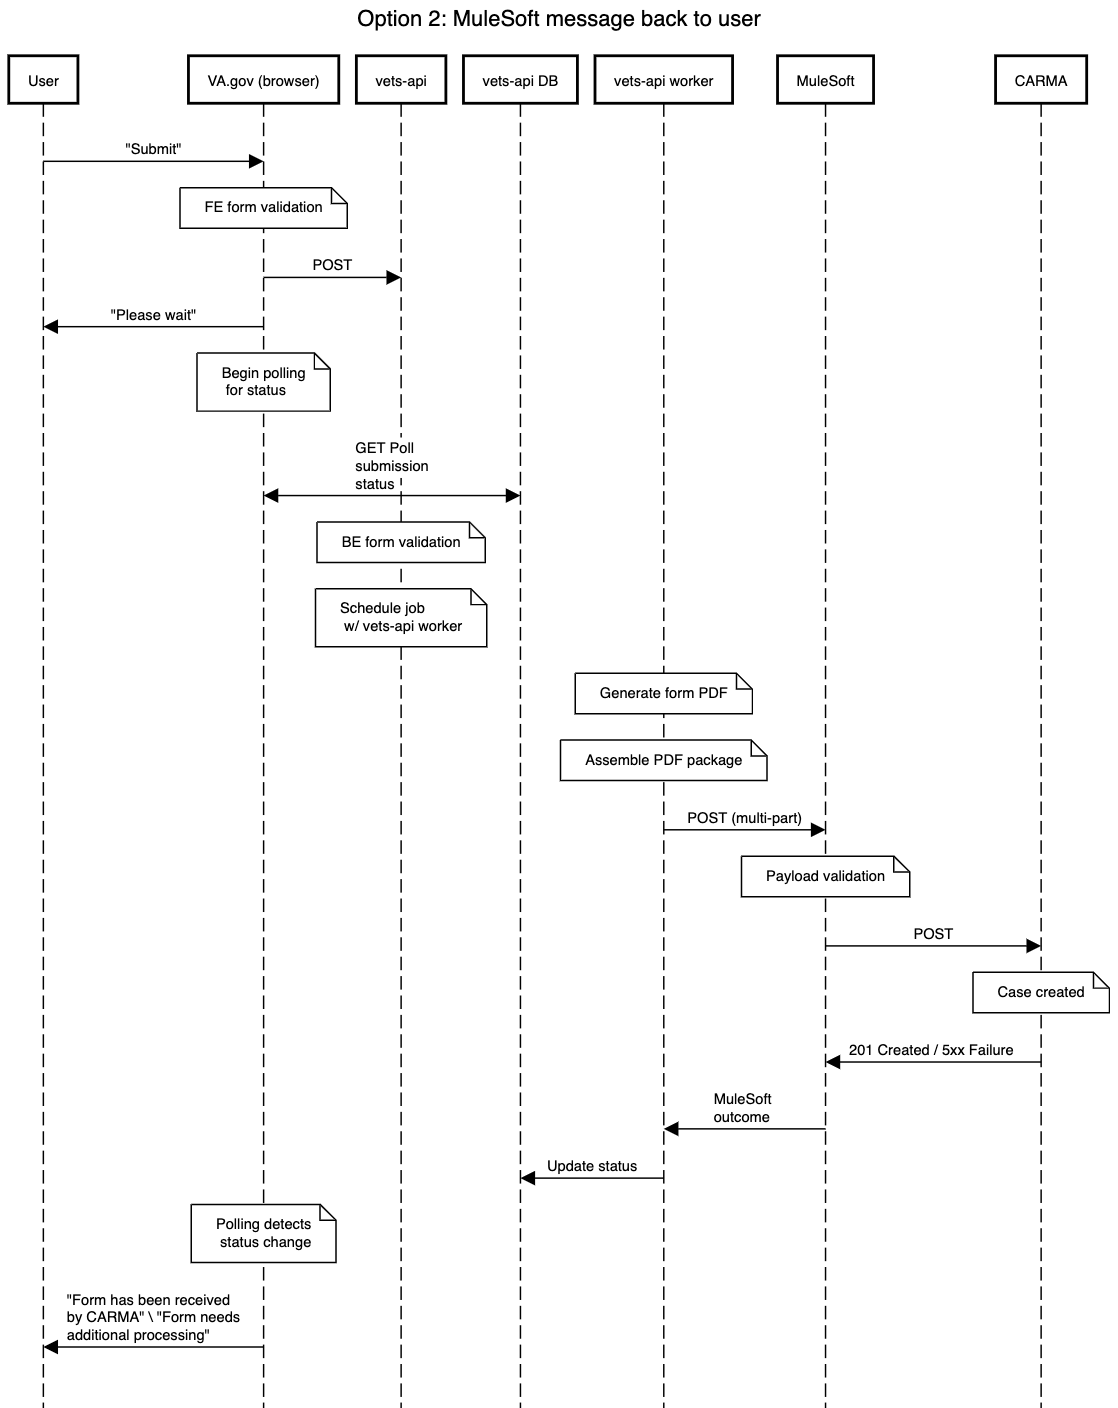 Option 2: MuleSoft message back to user
User
VA.gov (browser)
vets-api
vets-api DB
vets-api worker
MuleSoft
CARMA
"Submit"
FE form validation
POST
"Please wait"
Begin polling
for status
GET Poll
submission
status
BE form validation
Schedule job
w/ vets-api worker
Generate form PDF
Assemble PDF package
POST (multi-part)
Payload validation
POST
Case created
201 Created / 5xx Failure
MuleSoft
outcome
Update status
Polling detects
status change
"Form has been received
by CARMA" \ "Form needs
additional processing"